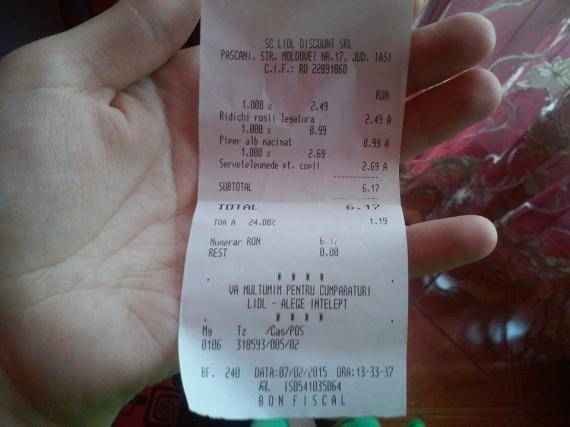 SC LIDL DISCOUNT SRL
PASCANI. STR. MOLDOVEI NR.17. JUD. IASI
C.I.F.: RO 22891860
RON
1.000 x 2.49
Ridichi rosii legatura 2.49 A
1.000 x 0.99
Piper alb macinat 0.99 A
1.000 x 2.69
Serveteleumede pt. copii 2.69 A
SUBTOTAL 6.17
TOTAL 6.17
TVA A 24.00% 1.19
Numerar RON 6.17
REST 0.00
* * * *
VA MULTUMIM PENTRU CUMPARATURI
LIDL - ALEGE INTELEPT
* * * *
Mg Tz /Cas/POS
0106 318593/005/02
BF. 240 DATA:07/02/2015 ORA:13-33-37
IS0541035064
BON FISCAL